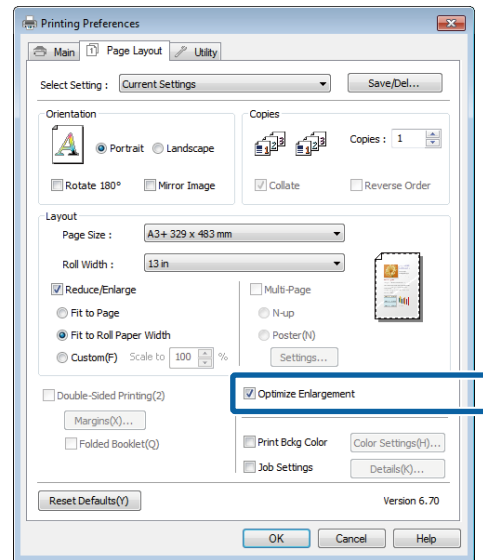 Printing Preferences
Main Page Layout Utility
Select Setting : Current Settings Save/Del...
Orientation Copies
Portrait Landscape Copies : 1
Rotate 180° Mirror Image Collate Reverse Order
Layout
Page Size : A3+ 329 x 483 mm
Roll Width : 13 in
Reduce/Enlarge Multi-Page
Fit to Page N-up
Fit to Roll Paper Width Poster(N)
Custom(F) Scale to 100 % Settings...
Double-Sided Printing(2) Optimize Enlargement
Margins(X)...
Folded Booklet(Q) Print Bckg Color Color Settings(H)...
Job Settings Details(K)...
Reset Defaults(Y) Version 6.70
OK Cancel Help